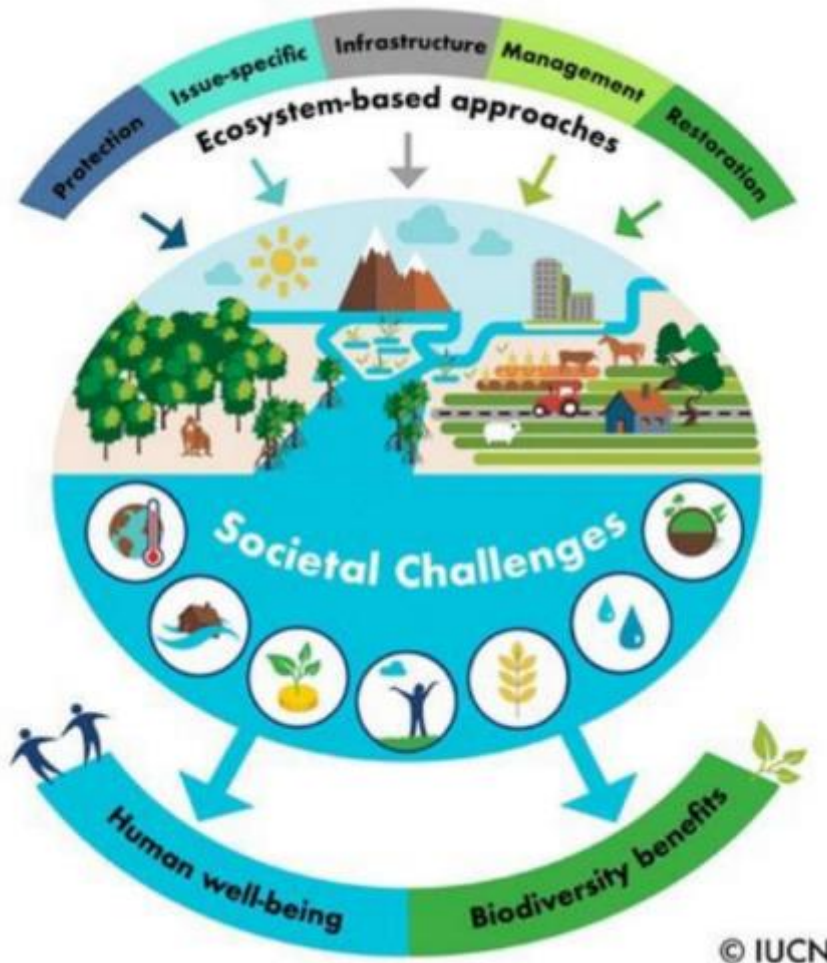 Protection
Issue-specific
Infrastructure
Management
Restoration
Ecosystem-based approaches
Societal Challenges
Human well-being
Biodiversity benefits
© IUCN